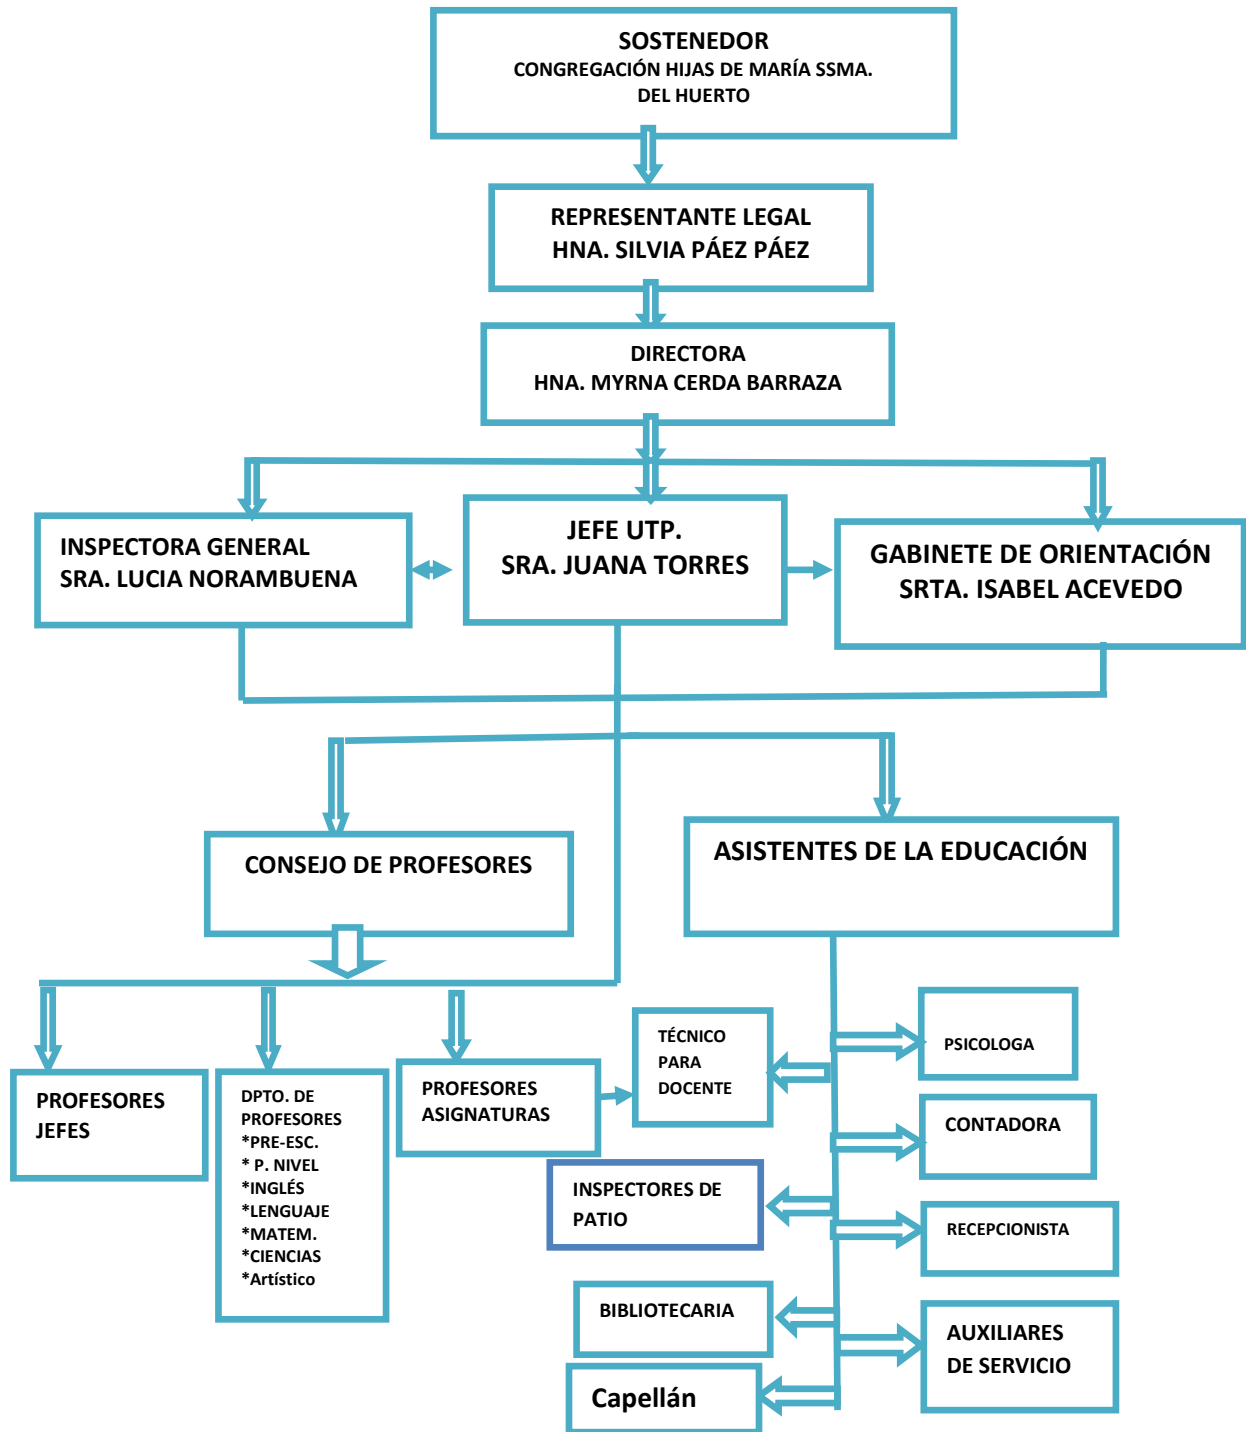 SOSTENEDOR
CONGREGACIÓN HIJAS DE MARÍA SSMA.
DEL HUERTO
REPRESENTANTE LEGAL
HNA. SILVIA PÁEZ PÁEZ
DIRECTORA
HNA. MYRNA CERDA BARRAZA
INSPECTORA GENERAL
SRA. LUCIA NORAMBUENA
JEFE UTP.
SRA. JUANA TORRES
GABINETE DE ORIENTACIÓN
SRTA. ISABEL ACEVEDO
CONSEJO DE PROFESORES
ASISTENTES DE LA EDUCACIÓN
PROFESORES
JEFES
DPTO. DE
PROFESORES
*PRE-ESC.
* P. NIVEL
*INGLÉS
*LENGUAJE
*MATEM.
*CIENCIAS
*Artístico
PROFESORES
ASIGNATURAS
TÉCNICO
PARA
DOCENTE
PSICOLOGA
CONTADORA
INSPECTORES DE
PATIO
RECEPCIONISTA
BIBLIOTECARIA
AUXILIARES
DE SERVICIO
Capellán